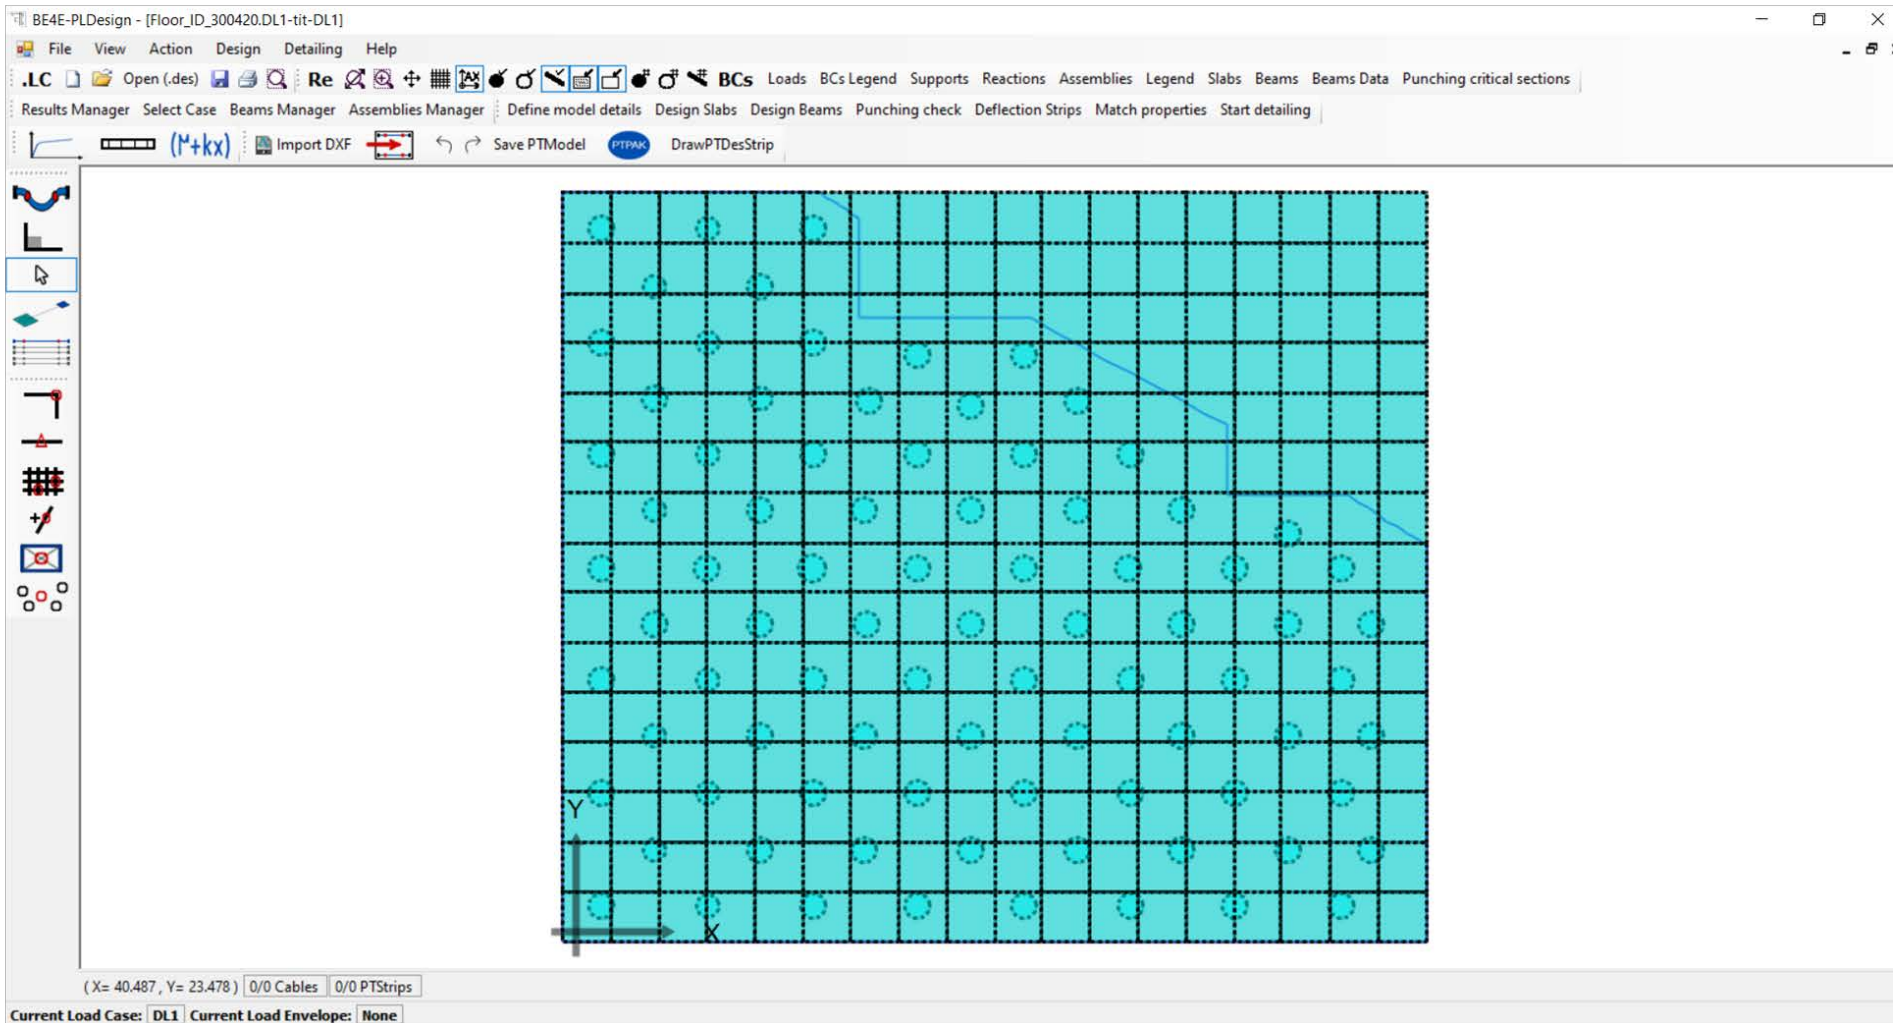 BE4E-PLDesign - [Floor_ID_300420.DL1-tit-DL1]
File View Action Design Detailing Help
.LC Open (.des) Re BCs Loads BCs Legend Supports Reactions Assemblies Legend Slabs Beams Beams Data Punching critical sections
Results Manager Select Case Beams Manager Assemblies Manager Define model details Design Slabs Design Beams Punching check Deflection Strips Match properties Start detailing
(M+kx) Import DXF Save PTModel PTPAK DrawPTDesStrip
Y
X
( X= 40.487 , Y= 23.478 ) 0/0 Cables 0/0 PTStrips
Current Load Case: DL1 Current Load Envelope: None